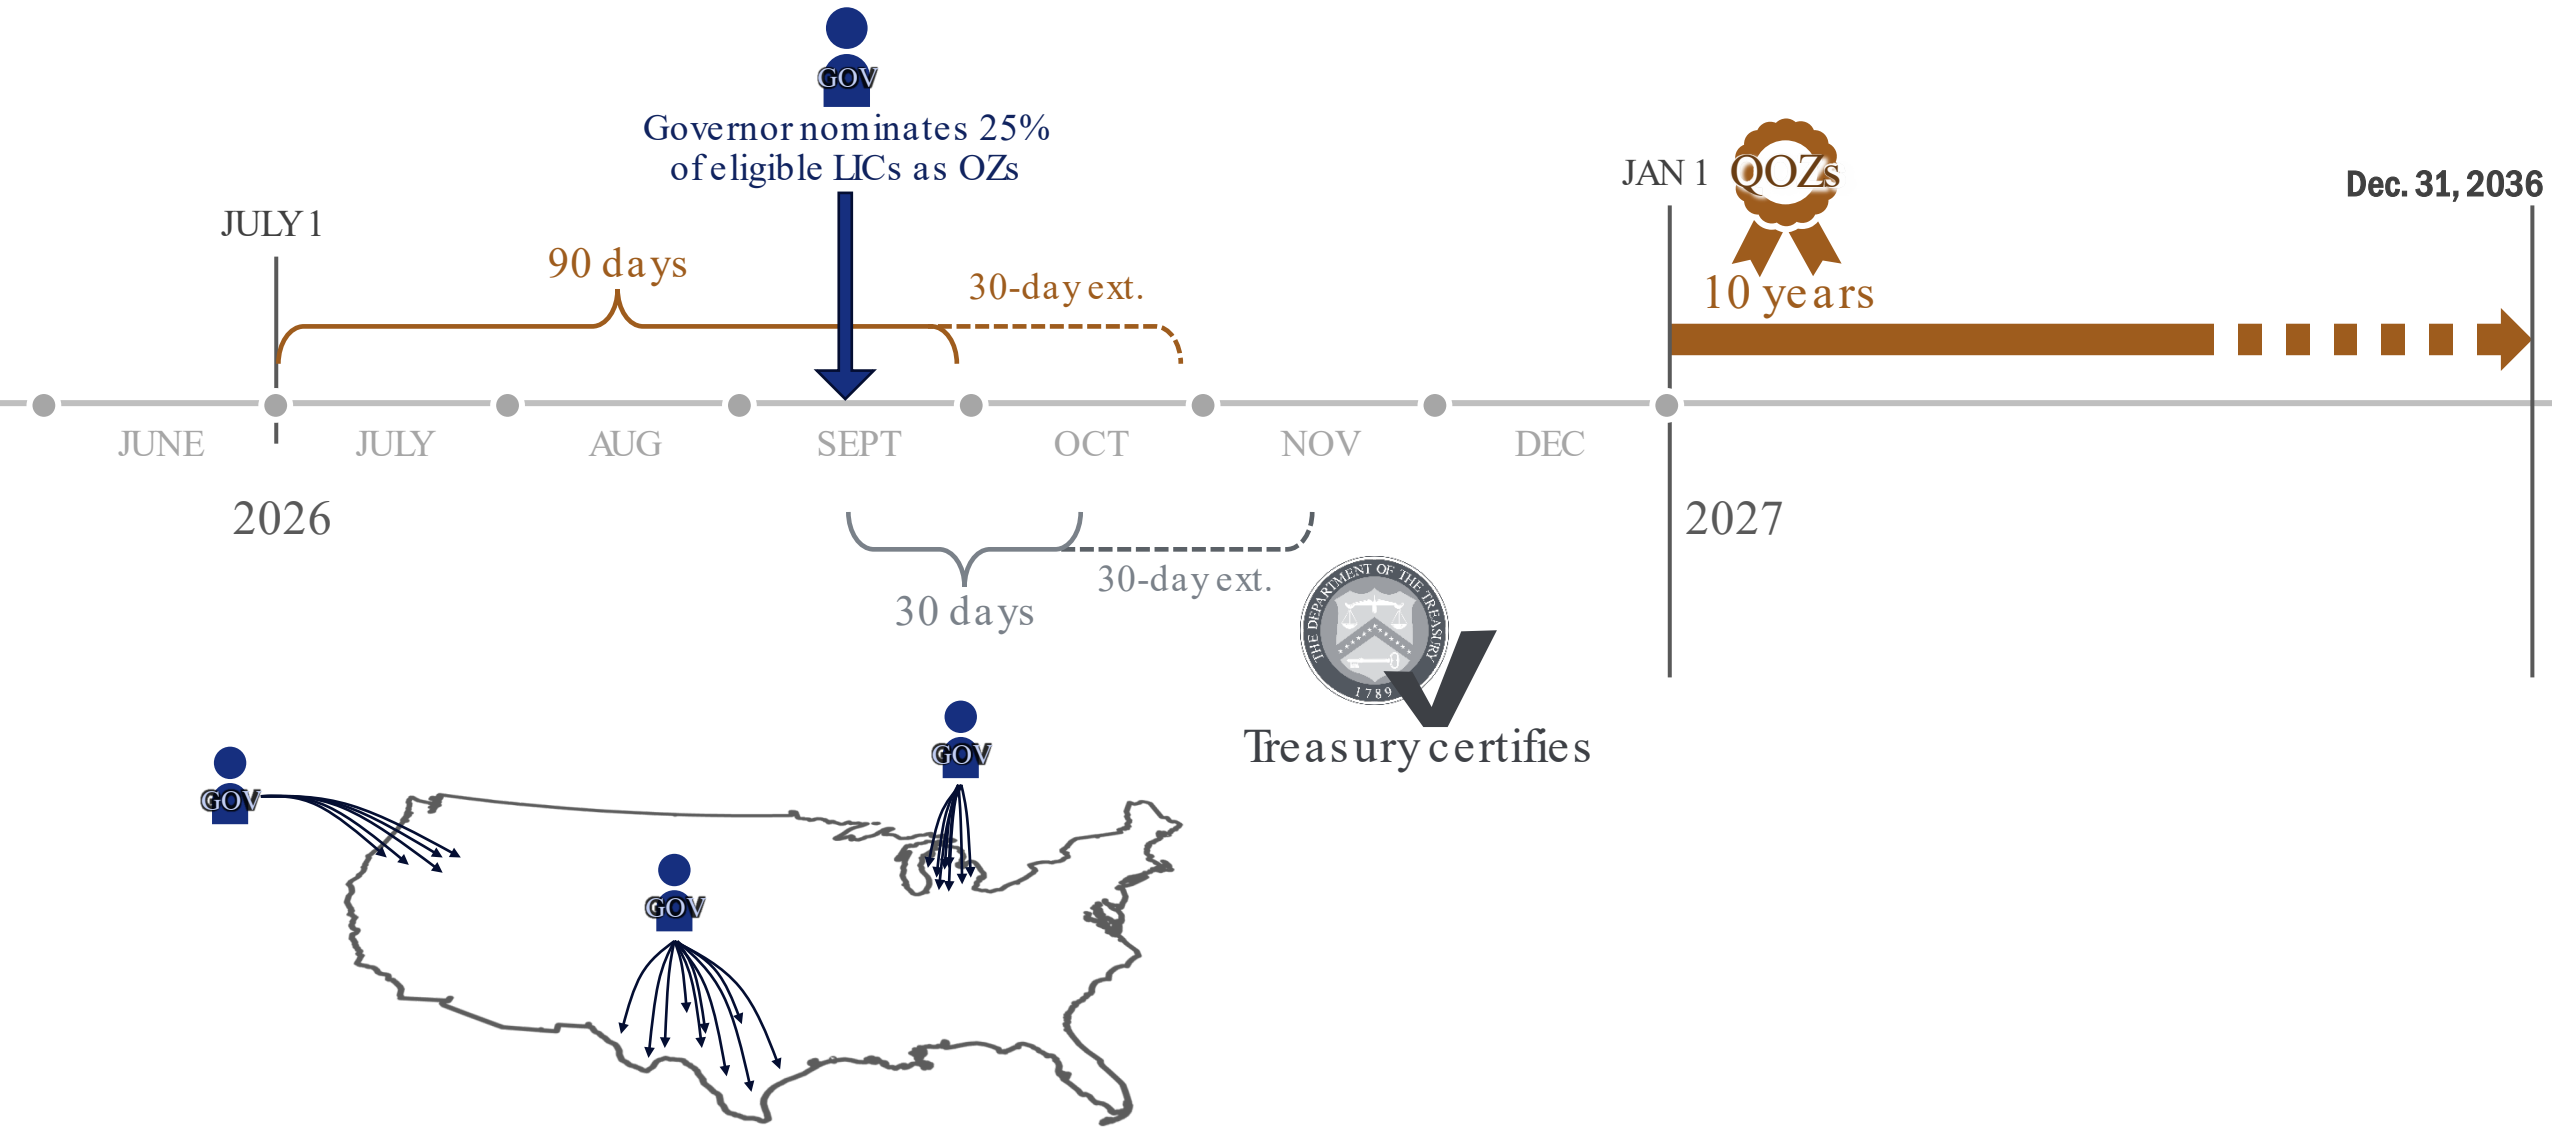 GOV
Governor nominates 25%
of eligible LICs as OZs
JULY 1
90 days
30-day ext.
JAN 1
QOZs
10 years
Dec. 31, 2036
JUNE
JULY
AUG
SEPT
OCT
NOV
DEC
2026
2027
30 days
30-day ext.
THE DEPARTMENT OF THE TREASURY
1789
Treasury certifies
GOV
GOV
GOV